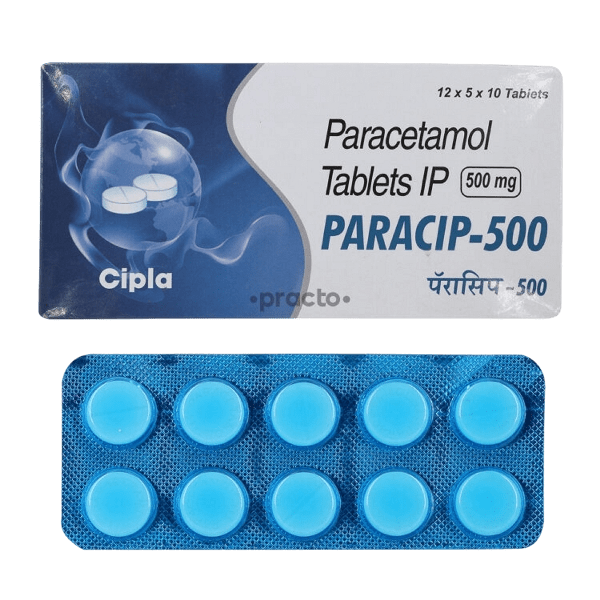 12 x 5 x 10 Tablets
Paracetamol
Tablets IP 500 mg
PARACIP-500
Cipla
पॅरासिप -500
•practo•